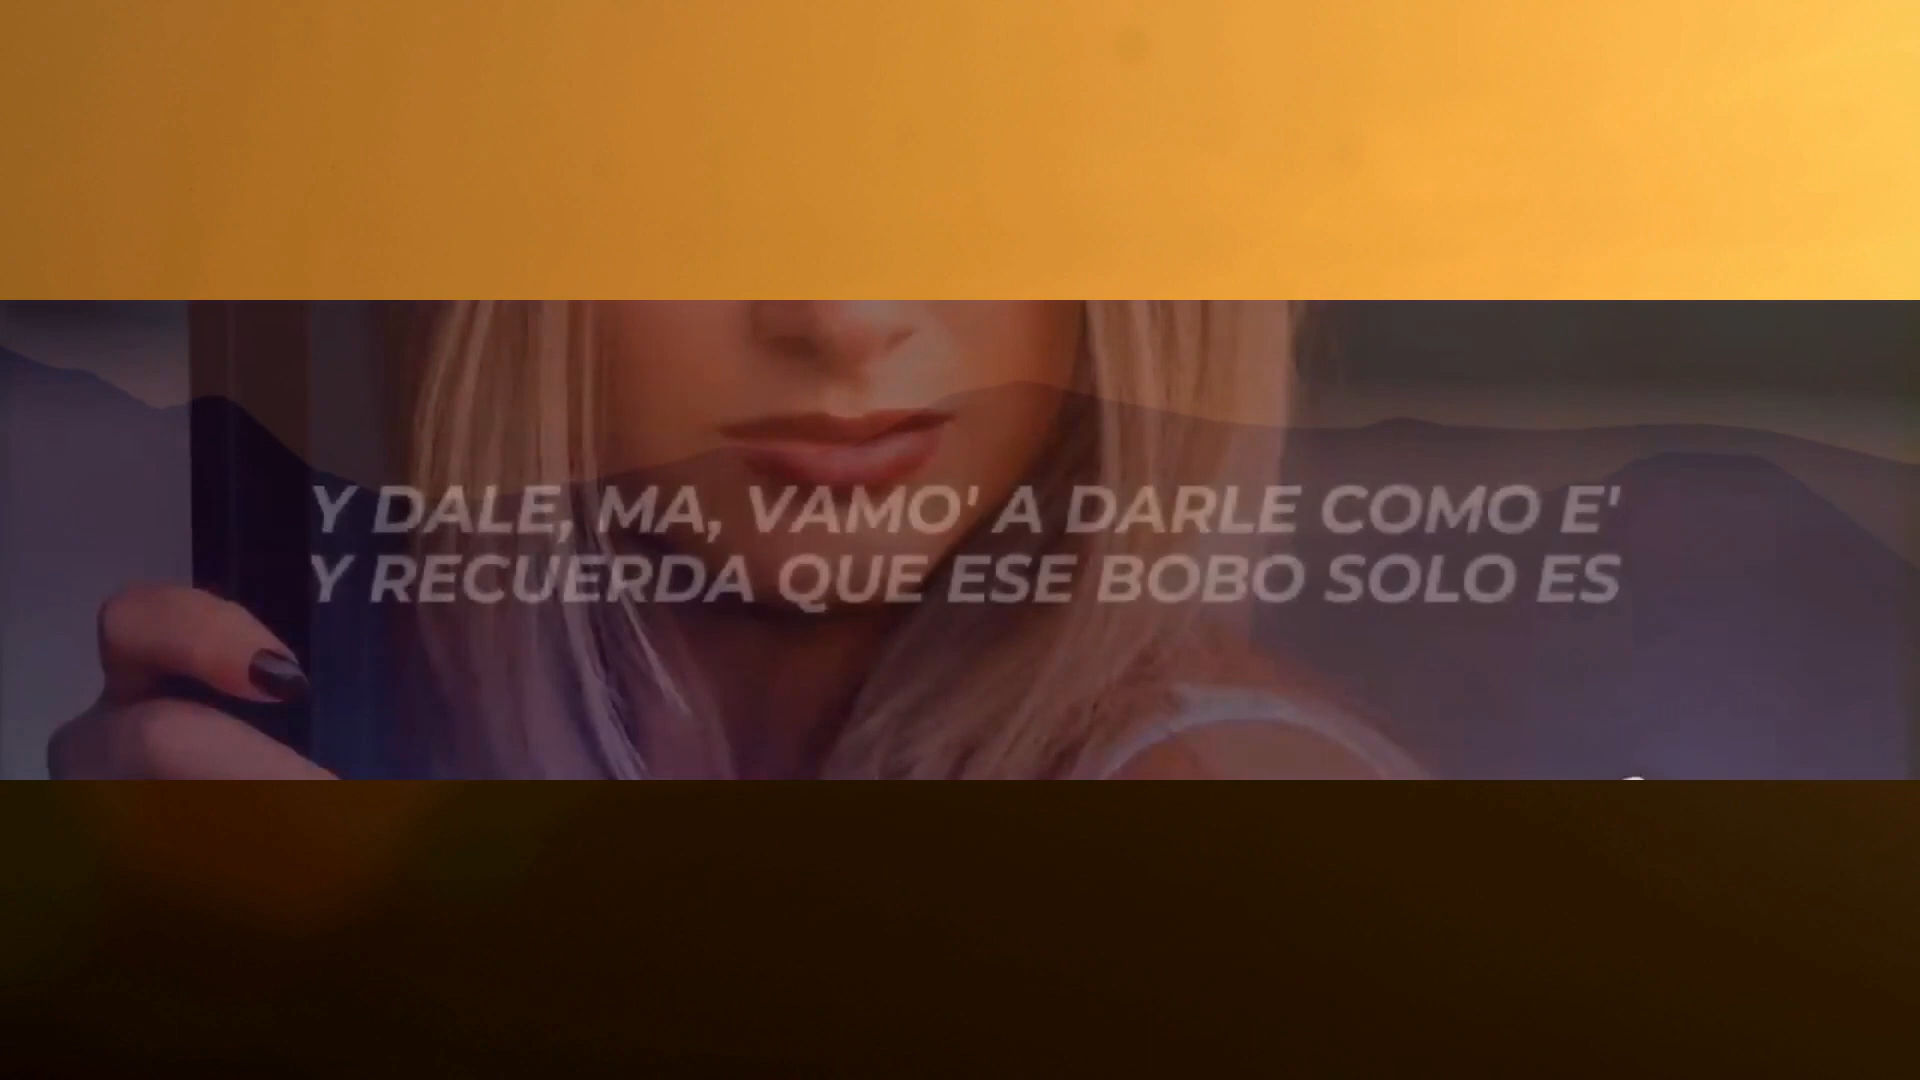 Y DALE, MA, VAMO' A DARLE COMO E'
Y RECUERDA QUE ESE BOBO SOLO ES